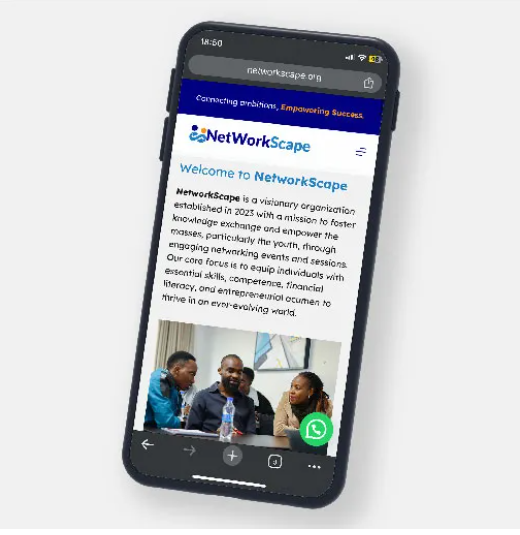 18:50
networkscape.org
Connecting ambitions, Empowering Success.
NetWorkScape
Welcome to NetworkScape
NetworkScape is a visionary organization
established in 2023 with a mission to foster
knowledge exchange and empower the
masses, particularly the youth, through
engaging networking events and sessions.
Our core focus is to equip individuals with
essential skills, competence, financial
literacy, and entrepreneurial acumen to
thrive in an ever-evolving world.